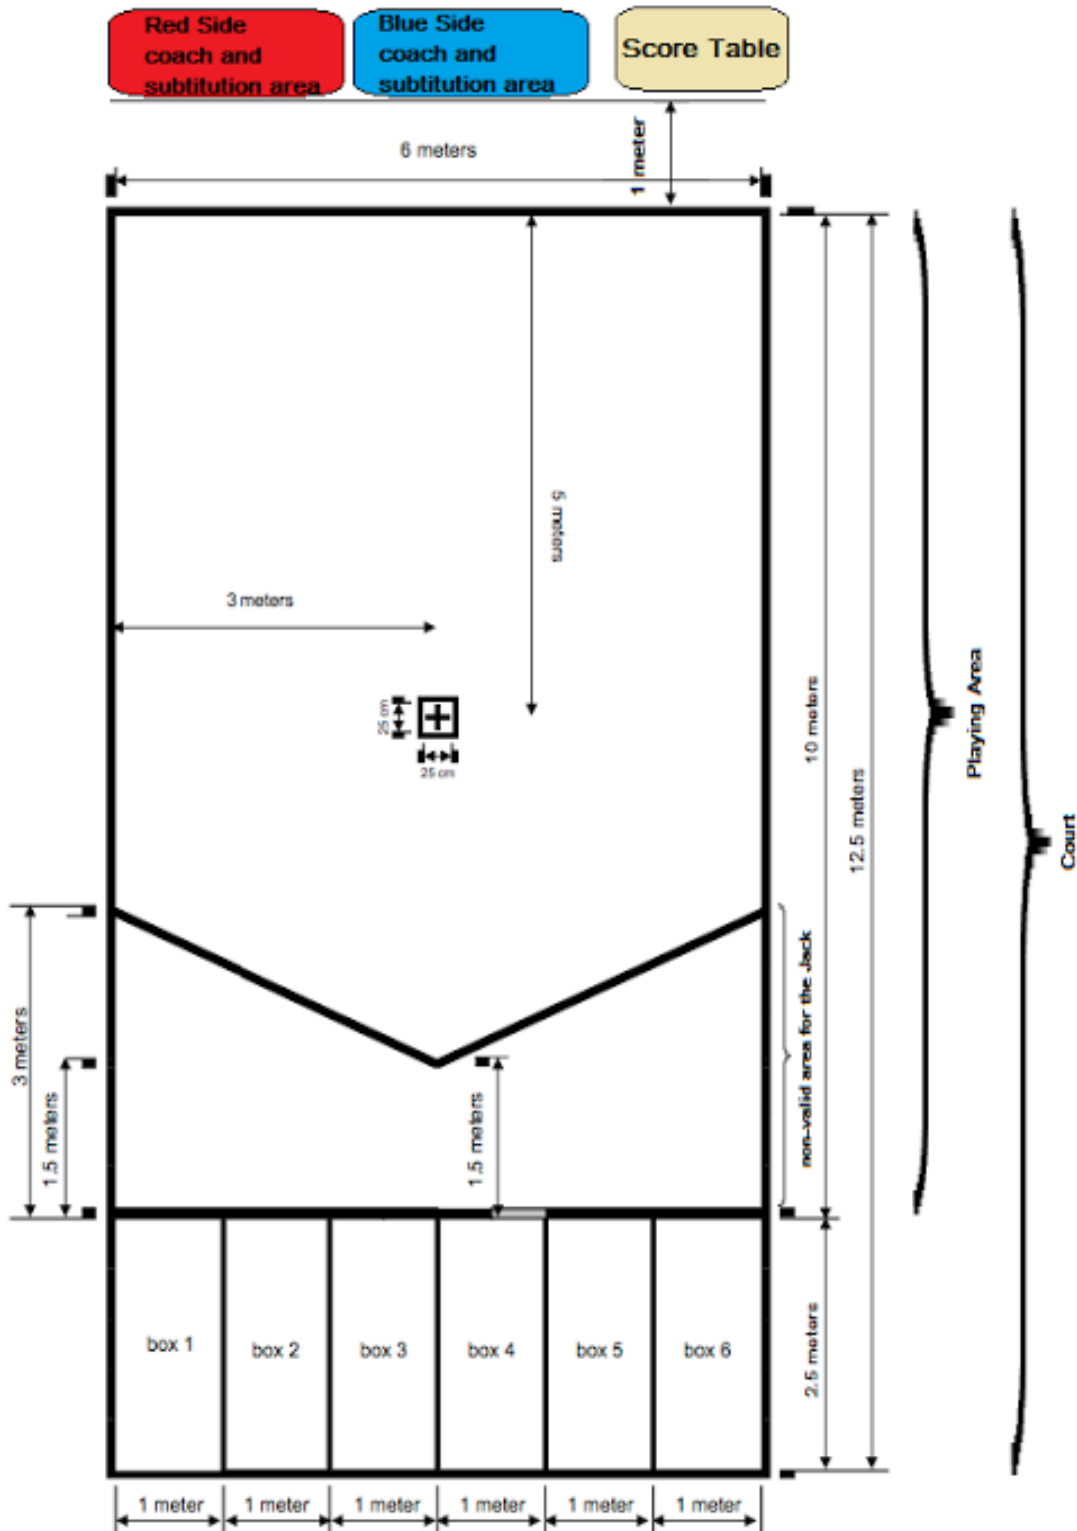 Red Side
coach and
subtitution area
Blue Side
coach and
subtitution area
Score Table
6 meters
1 meter
5 meters
3 meters
25 cm
25 cm
10 meters
12.5 meters
Playing Area
Court
3 meters
1.5 meters
1.5 meters
non-valid area for the Jack
box 1
box 2
box 3
box 4
box 5
box 6
2.5 meters
1 meter
1 meter
1 meter
1 meter
1 meter
1 meter